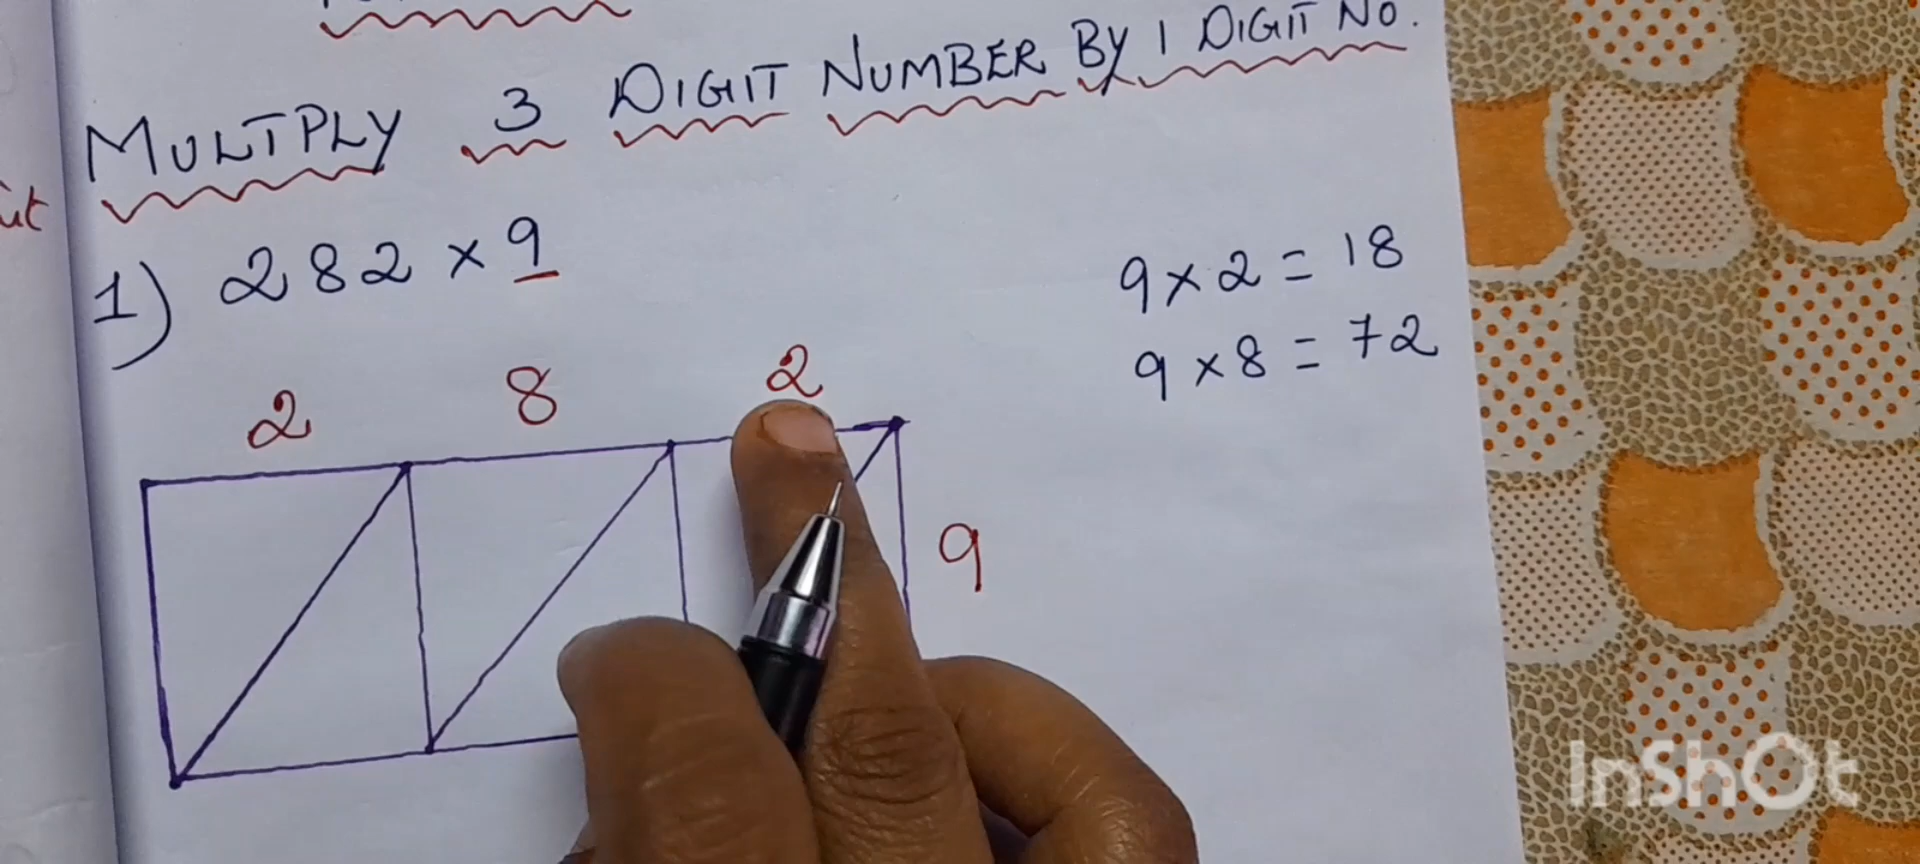 MULTPLY 3 DIGIT NUMBER BY 1 DIGIT NO.
1) 282 × 9
9 × 2 = 18
9 × 8 = 72
2 8 2
9
InShOt